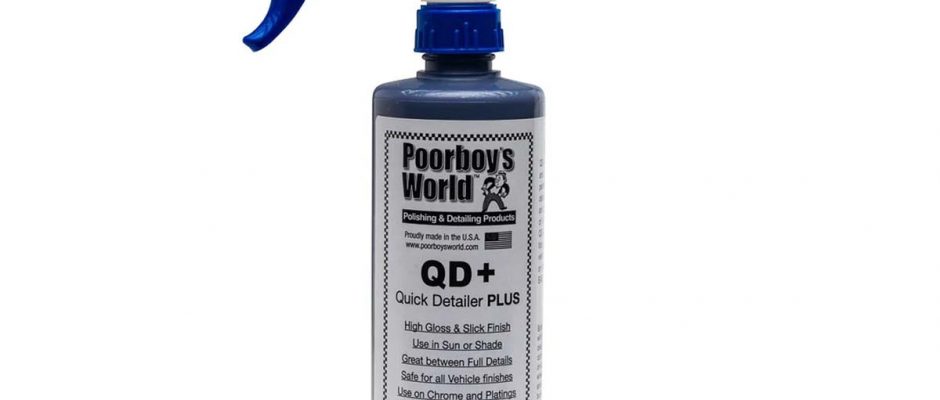 Poorboy's
World™
Polishing & Detailing Products
Proudly made in the U.S.A.
www.poorboysworld.com
QD+
Quick Detailer PLUS
High Gloss & Slick Finish
Use in Sun or Shade
Great between Full Details
Safe for all Vehicle finishes
Use on Chrome and Platings